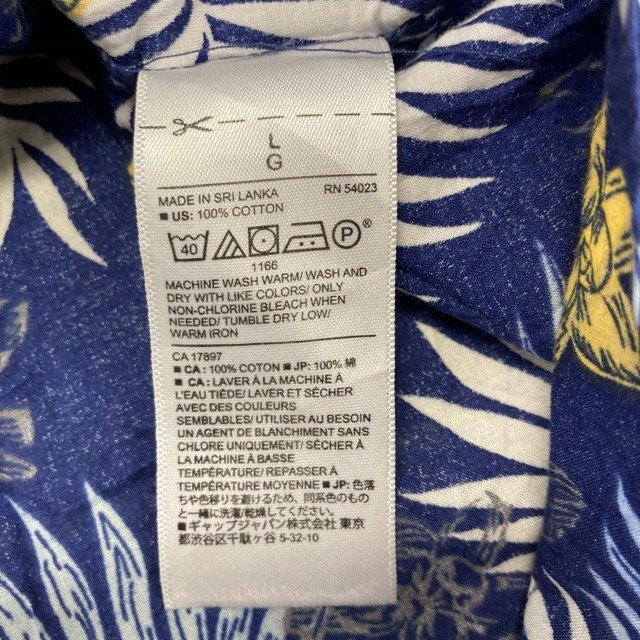 L
G
MADE IN SRI LANKA RN 54023
■ US: 100% COTTON
40 P ®
1166
MACHINE WASH WARM/ WASH AND
DRY WITH LIKE COLORS/ ONLY
NON-CHLORINE BLEACH WHEN
NEEDED/ TUMBLE DRY LOW/
WARM IRON
CA 17897
■ CA : 100% COTON ■ JP: 100% 綿
■ CA : LAVER À LA MACHINE À
L'EAU TIÈDE/ LAVER ET SÉCHER
AVEC DES COULEURS
SEMBLABLES/ UTILISER AU BESOIN
UN AGENT DE BLANCHIMENT SANS
CHLORE UNIQUEMENT/ SÉCHER À
LA MACHINE À BASSE
TEMPÉRATURE/ REPASSER À
TEMPÉRATURE MOYENNE ■ JP: 色落
ちや色移りを避けるため、同系色のもの
と一緒に洗濯/乾燥してください。
■ ギャップジャパン株式会社 東京
都渋谷区千駄ヶ谷 5-32-10